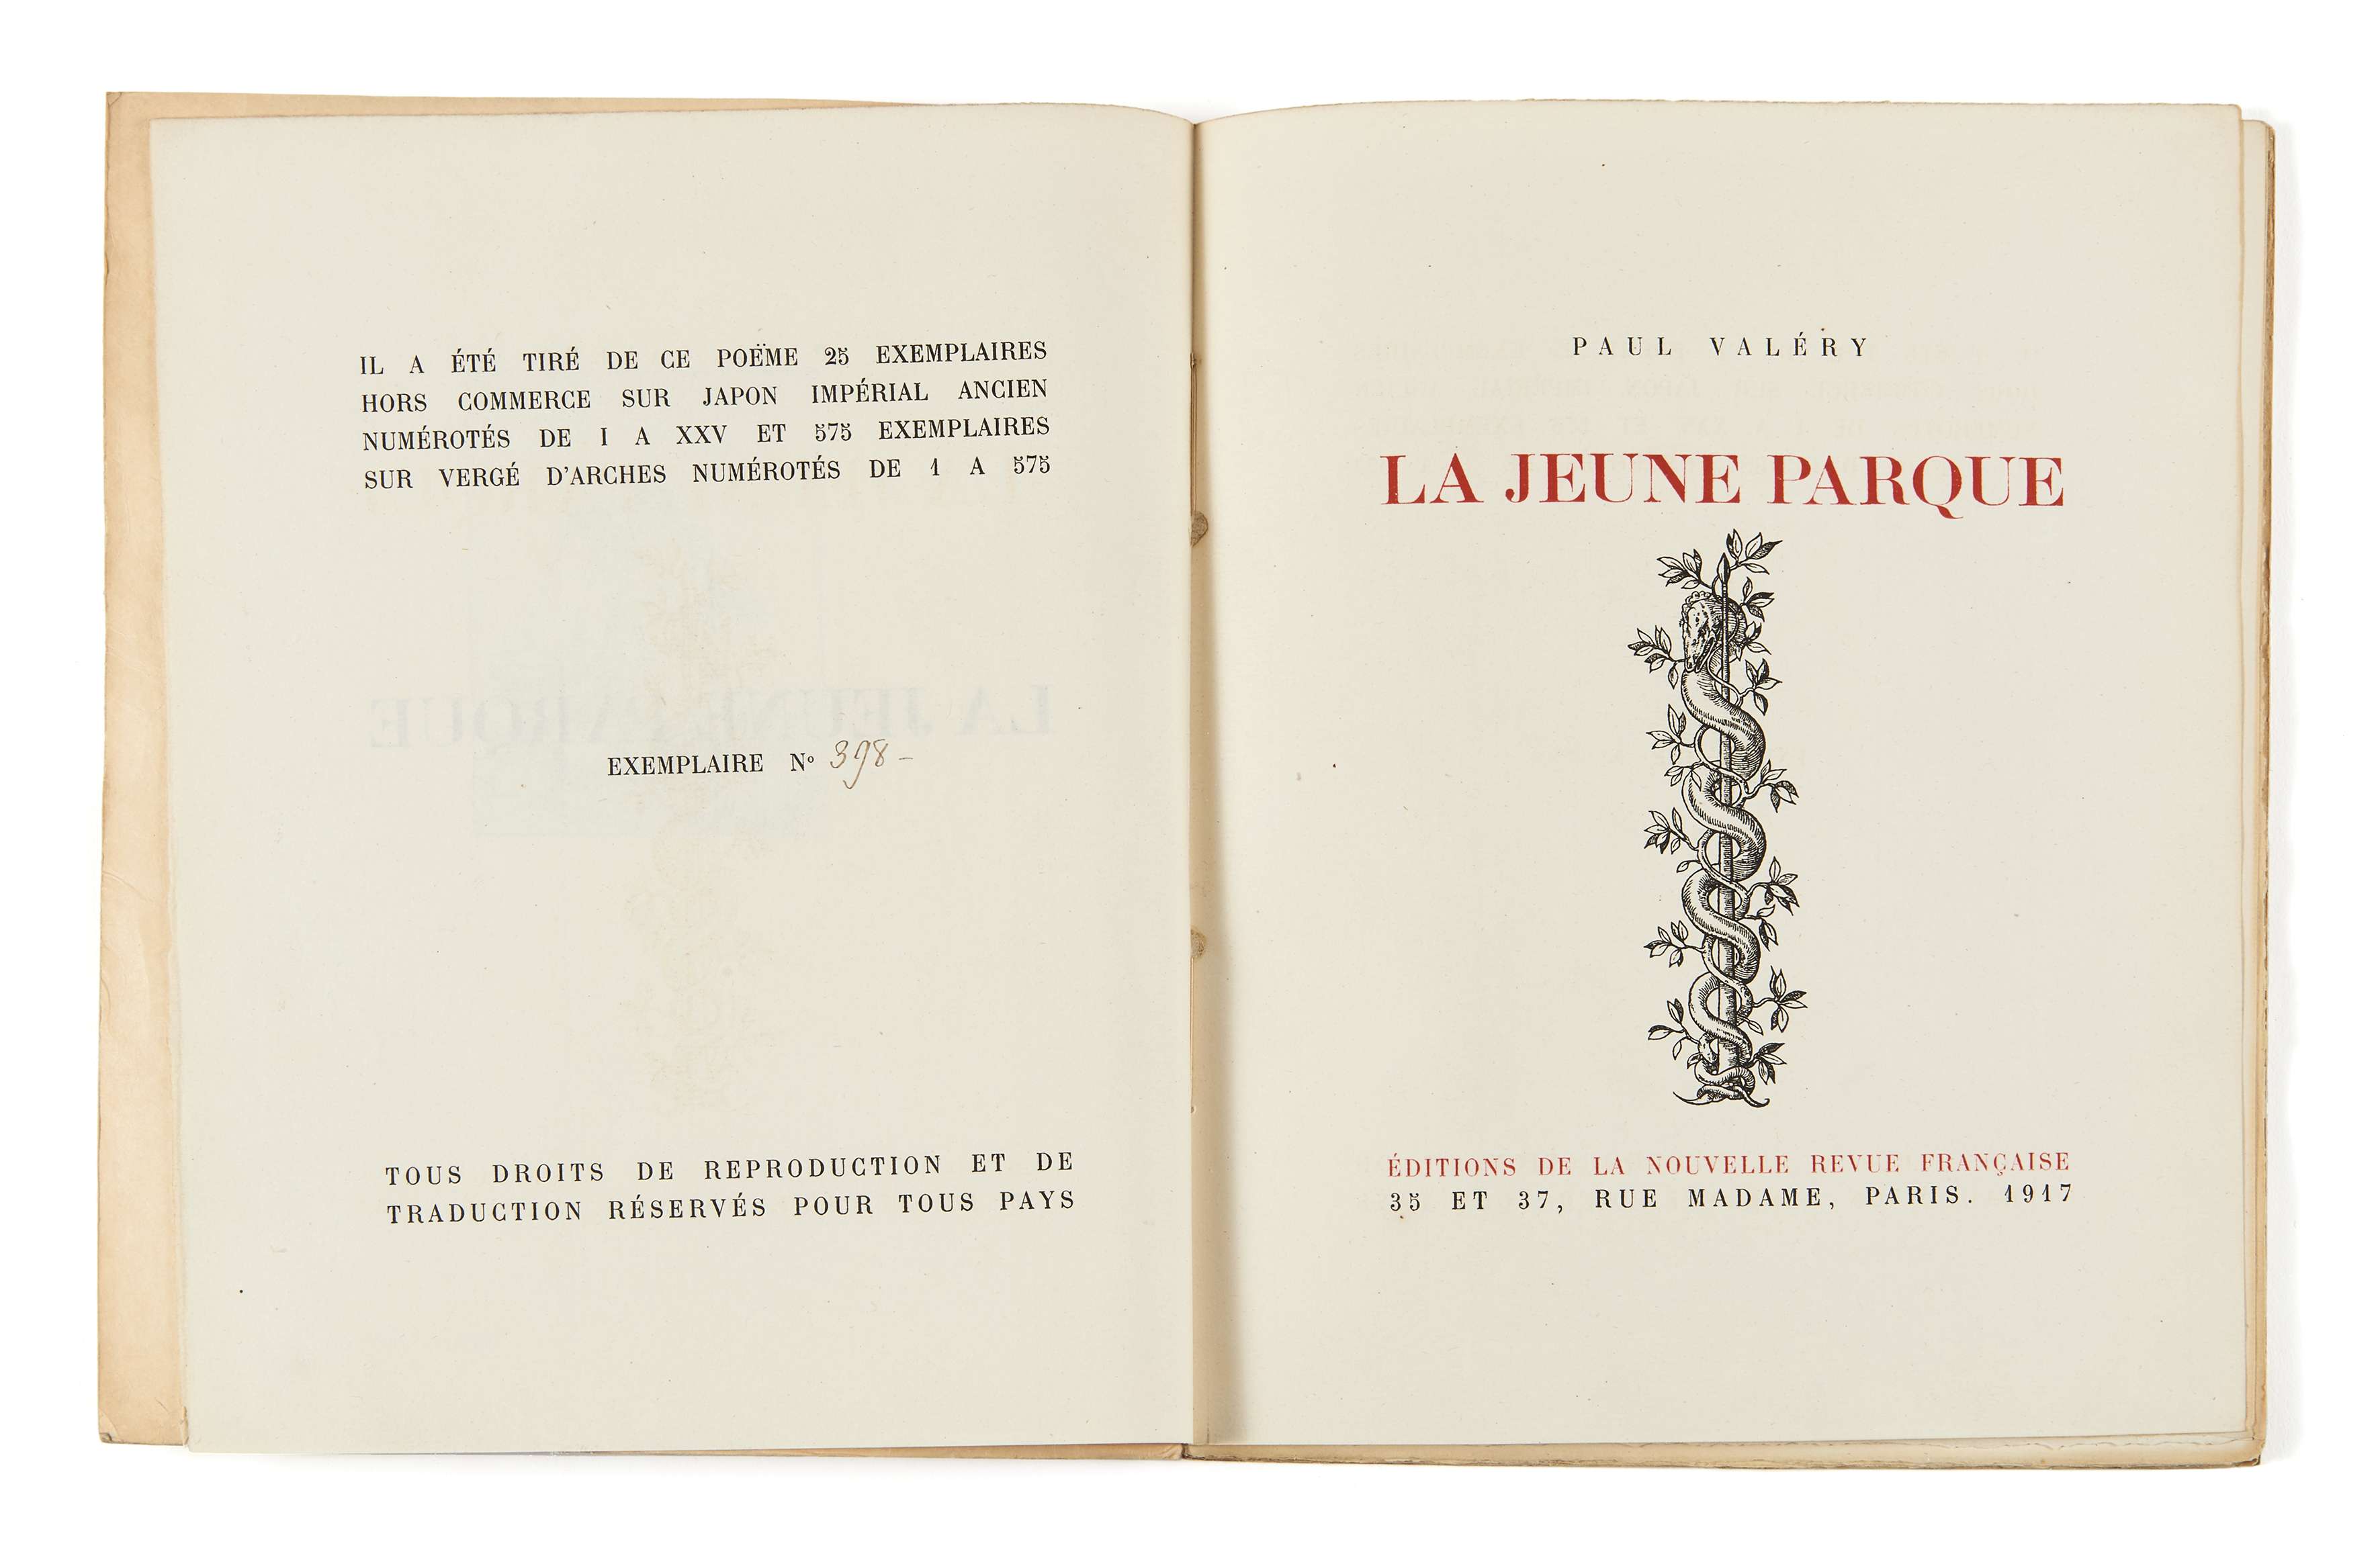 IL A ÉTÉ TIRÉ DE CE POËME 25 EXEMPLAIRES
HORS COMMERCE SUR JAPON IMPÉRIAL ANCIEN
NUMÉROTÉS DE I A XXV ET 575 EXEMPLAIRES
SUR VERGÉ D'ARCHES NUMÉROTÉS DE 1 A 575
EXEMPLAIRE Nº 398 –
TOUS DROITS DE REPRODUCTION ET DE
TRADUCTION RÉSERVÉS POUR TOUS PAYS
PAUL VALÉRY
LA JEUNE PARQUE
ÉDITIONS DE LA NOUVELLE REVUE FRANÇAISE
35 ET 37, RUE MADAME, PARIS. 1917